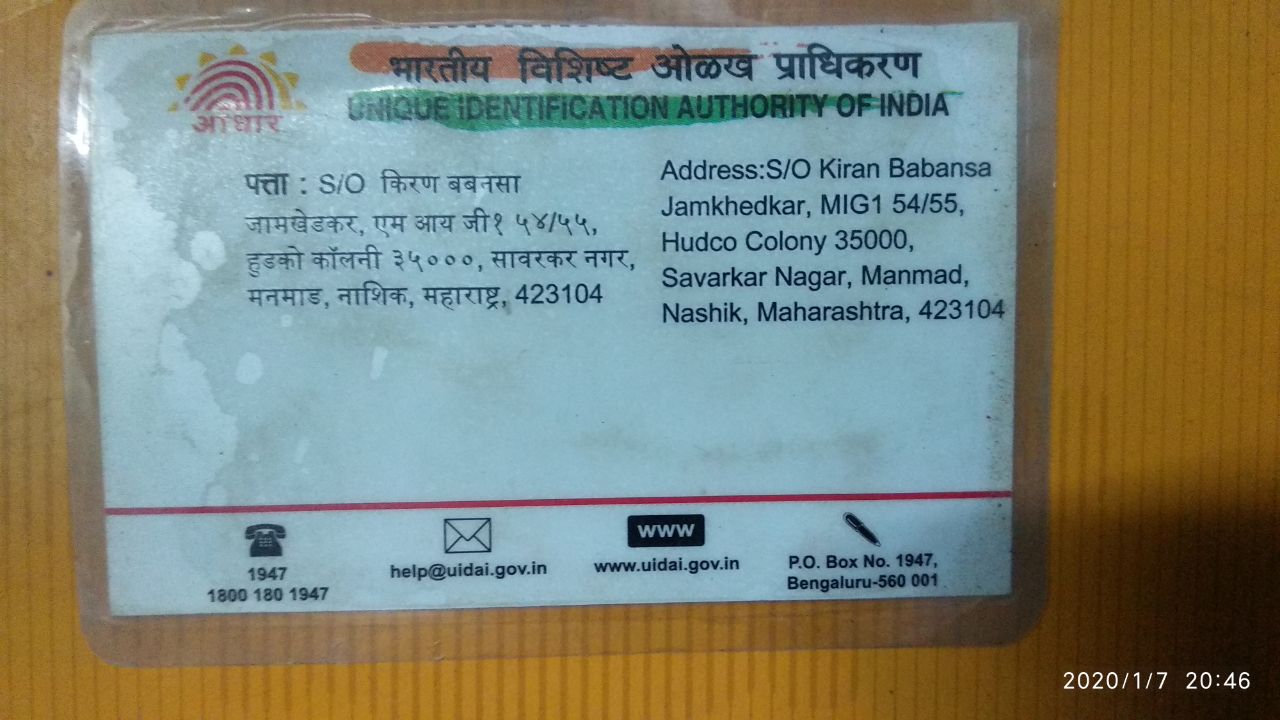 आधार
भारतीय विशिष्ट ओळख प्राधिकरण
UNIQUE IDENTIFICATION AUTHORITY OF INDIA
पत्ता : S/O किरण बबनसा
जामखेडकर, एम आय जी१ ५४/५५,
हुडको कॉलनी ३५०००, सावरकर नगर,
मनमाड, नाशिक, महाराष्ट्र, 423104
Address:S/O Kiran Babansa
Jamkhedkar, MIG1 54/55,
Hudco Colony 35000,
Savarkar Nagar, Manmad,
Nashik, Maharashtra, 423104
1947
1800 180 1947
help@uidai.gov.in
www
www.uidai.gov.in
P.O. Box No. 1947,
Bengaluru-560 001
2020/1/7 20:46